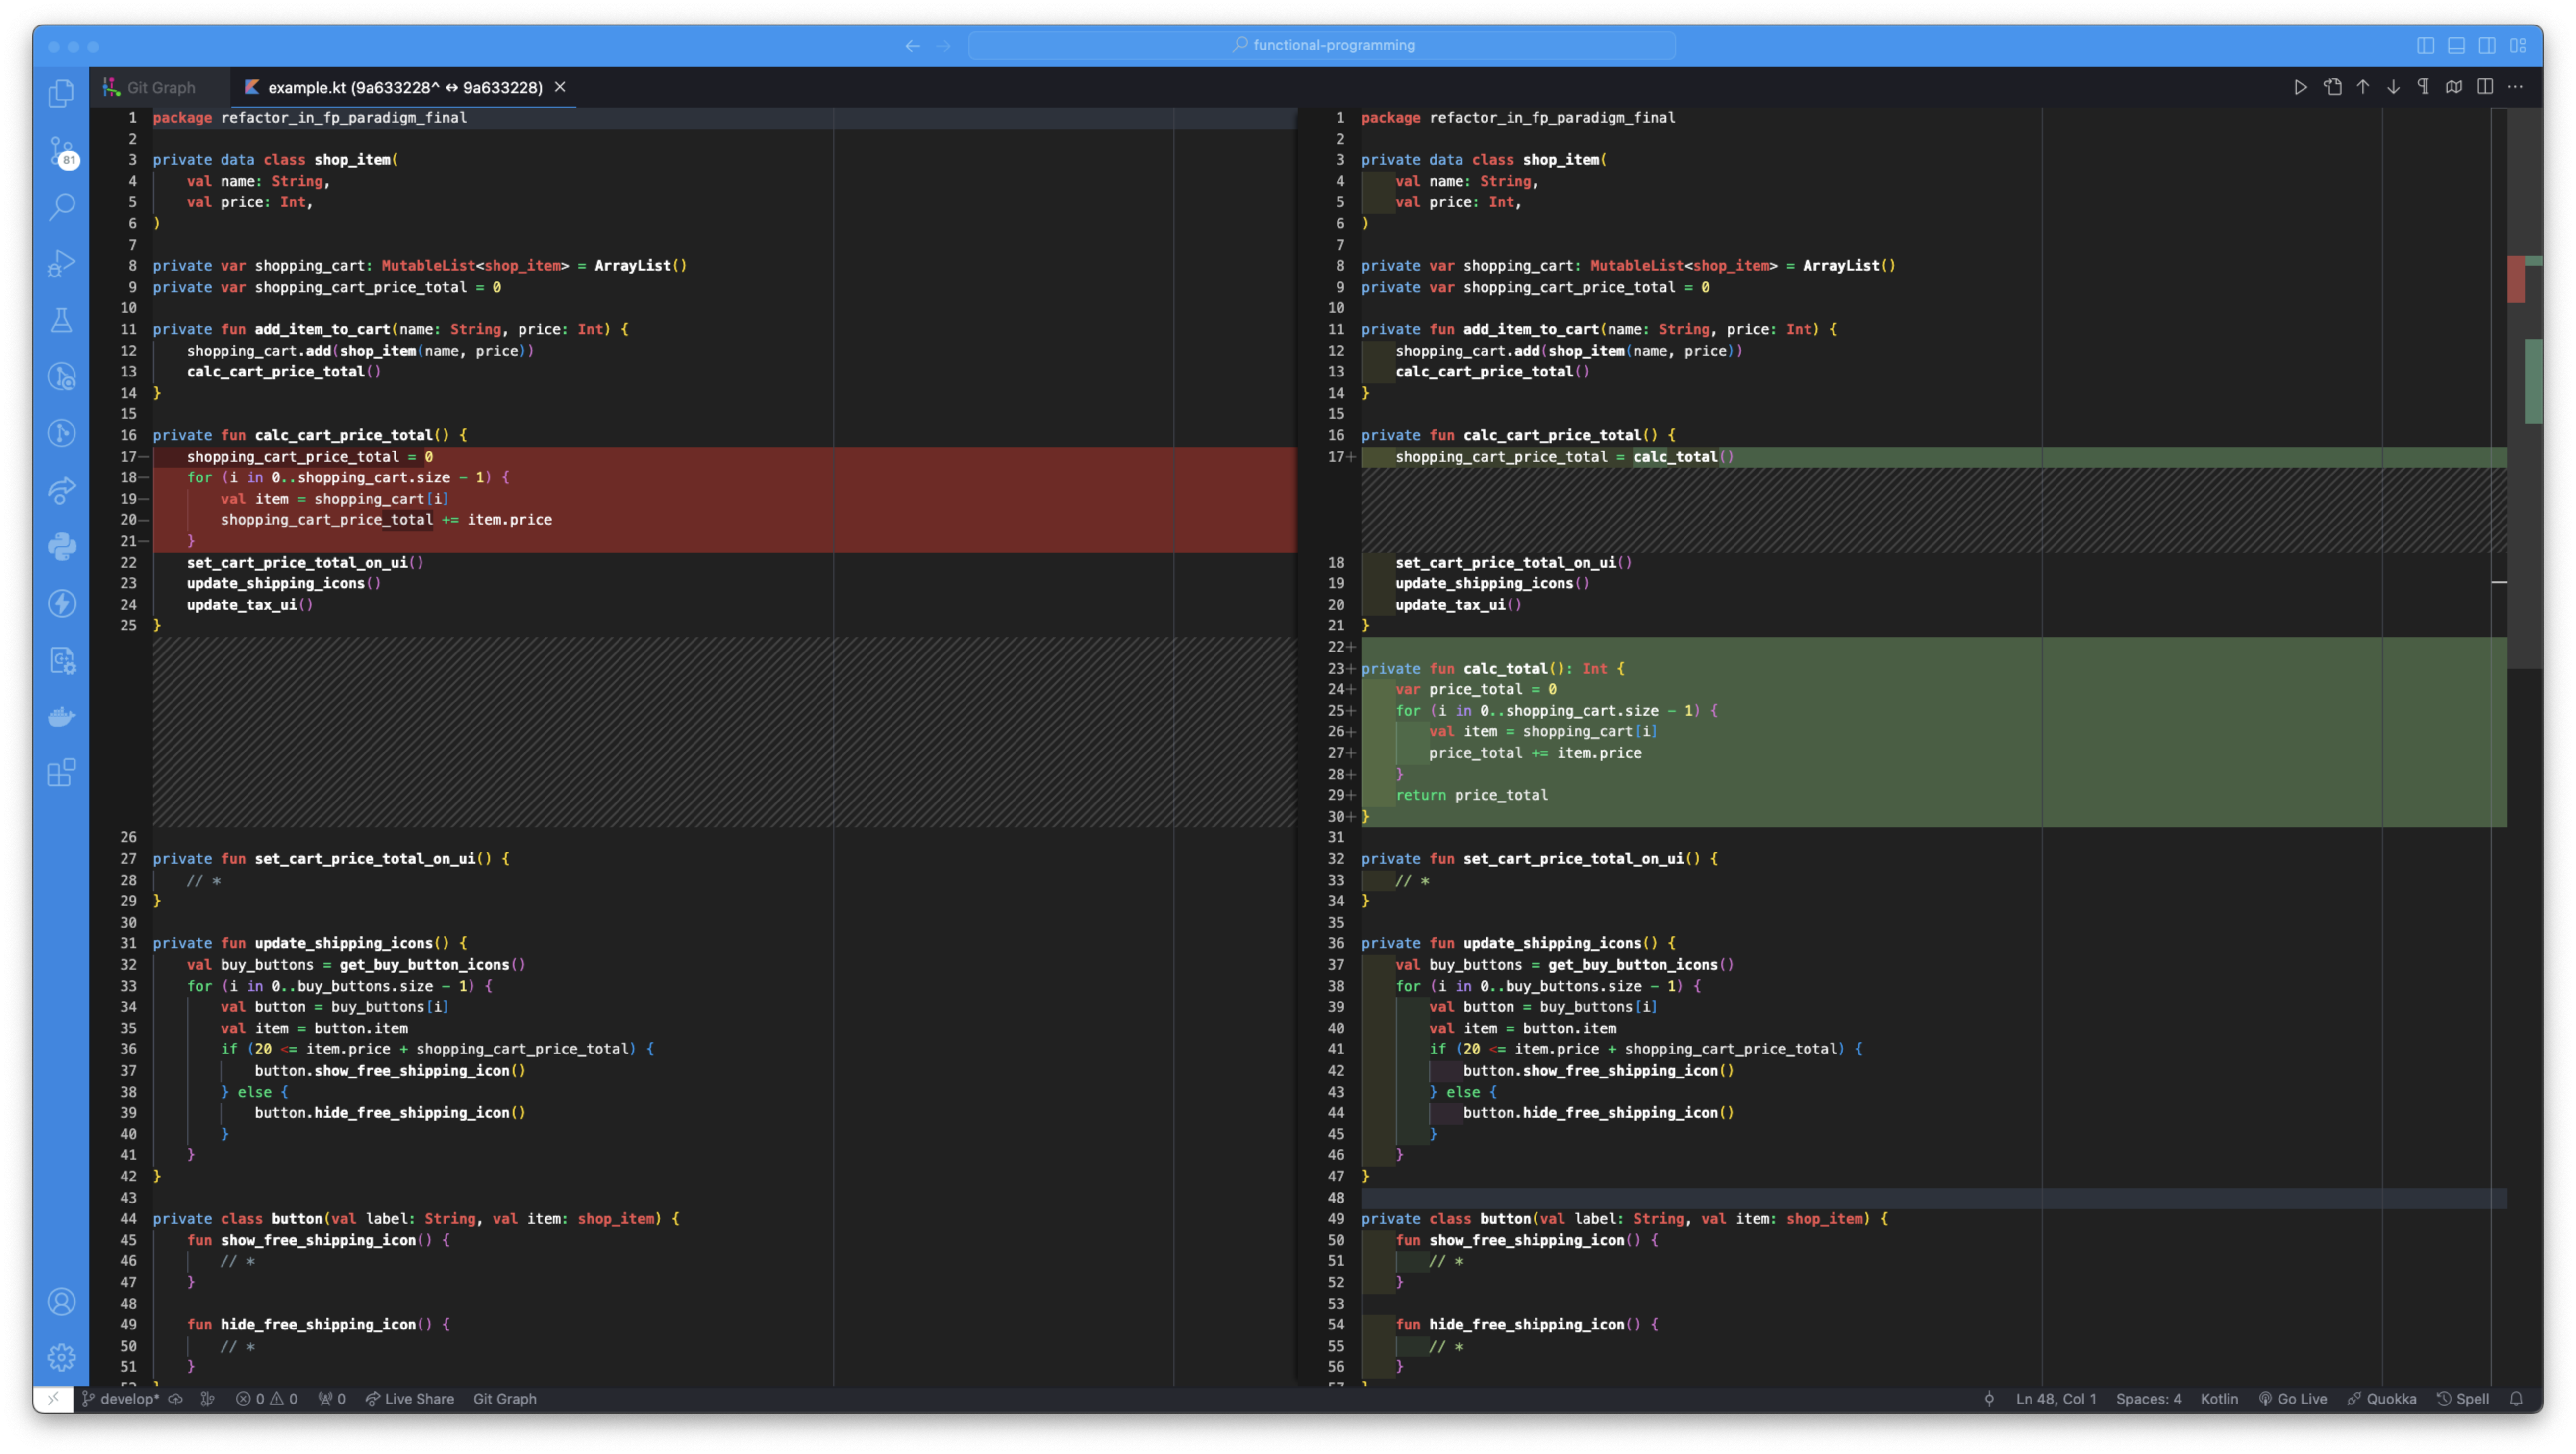 functional-programming
Git Graph
example.kt (9a633228^ ↔ 9a633228)
81
1 package refactor_in_fp_paradigm_final
2
3 private data class shop_item(
4     val name: String,
5     val price: Int,
6 )
7
8 private var shopping_cart: MutableList<shop_item> = ArrayList()
9 private var shopping_cart_price_total = 0
10
11 private fun add_item_to_cart(name: String, price: Int) {
12     shopping_cart.add(shop_item(name, price))
13     calc_cart_price_total()
14 }
15
16 private fun calc_cart_price_total() {
17—     shopping_cart_price_total = 0
18—     for (i in 0..shopping_cart.size - 1) {
19—         val item = shopping_cart[i]
20—         shopping_cart_price_total += item.price
21—     }
22     set_cart_price_total_on_ui()
23     update_shipping_icons()
24     update_tax_ui()
25 }
26
27 private fun set_cart_price_total_on_ui() {
28     // *
29 }
30
31 private fun update_shipping_icons() {
32     val buy_buttons = get_buy_button_icons()
33     for (i in 0..buy_buttons.size - 1) {
34         val button = buy_buttons[i]
35         val item = button.item
36         if (20 <= item.price + shopping_cart_price_total) {
37             button.show_free_shipping_icon()
38         } else {
39             button.hide_free_shipping_icon()
40         }
41     }
42 }
43
44 private class button(val label: String, val item: shop_item) {
45     fun show_free_shipping_icon() {
46         // *
47     }
48
49     fun hide_free_shipping_icon() {
50         // *
51     }
1 package refactor_in_fp_paradigm_final
2
3 private data class shop_item(
4     val name: String,
5     val price: Int,
6 )
7
8 private var shopping_cart: MutableList<shop_item> = ArrayList()
9 private var shopping_cart_price_total = 0
10
11 private fun add_item_to_cart(name: String, price: Int) {
12     shopping_cart.add(shop_item(name, price))
13     calc_cart_price_total()
14 }
15
16 private fun calc_cart_price_total() {
17+     shopping_cart_price_total = calc_total()
18     set_cart_price_total_on_ui()
19     update_shipping_icons()
20     update_tax_ui()
21 }
22+
23+ private fun calc_total(): Int {
24+     var price_total = 0
25+     for (i in 0..shopping_cart.size - 1) {
26+         val item = shopping_cart[i]
27+         price_total += item.price
28+     }
29+     return price_total
30+ }
31
32 private fun set_cart_price_total_on_ui() {
33     // *
34 }
35
36 private fun update_shipping_icons() {
37     val buy_buttons = get_buy_button_icons()
38     for (i in 0..buy_buttons.size - 1) {
39         val button = buy_buttons[i]
40         val item = button.item
41         if (20 <= item.price + shopping_cart_price_total) {
42             button.show_free_shipping_icon()
43         } else {
44             button.hide_free_shipping_icon()
45         }
46     }
47 }
48
49 private class button(val label: String, val item: shop_item) {
50     fun show_free_shipping_icon() {
51         // *
52     }
53
54     fun hide_free_shipping_icon() {
55         // *
56     }
develop* 0 0 0 Live Share Git Graph Ln 48, Col 1 Spaces: 4 Kotlin Go Live Quokka Spell